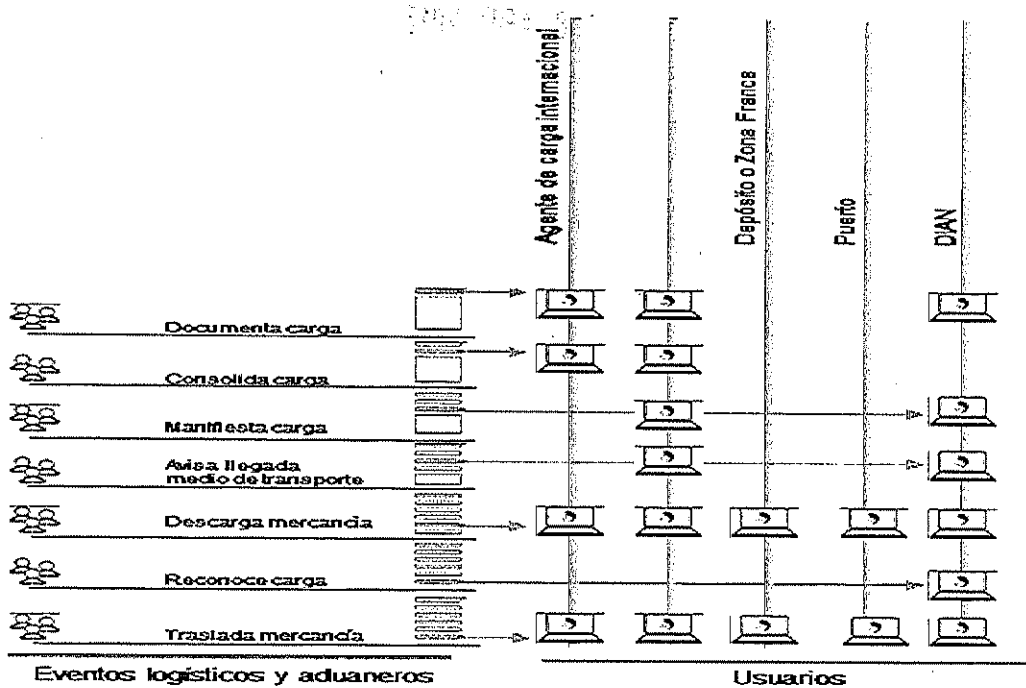 Agente de carga internacional
Depósito o Zona Franca
Puerto
DIAN
Documenta carga
Consolida carga
Manifiesta carga
Avisa llegada
medio de transporte
Descarga mercancía
Reconoce carga
Traslada mercancía
Eventos logísticos y aduaneros
Usuarios